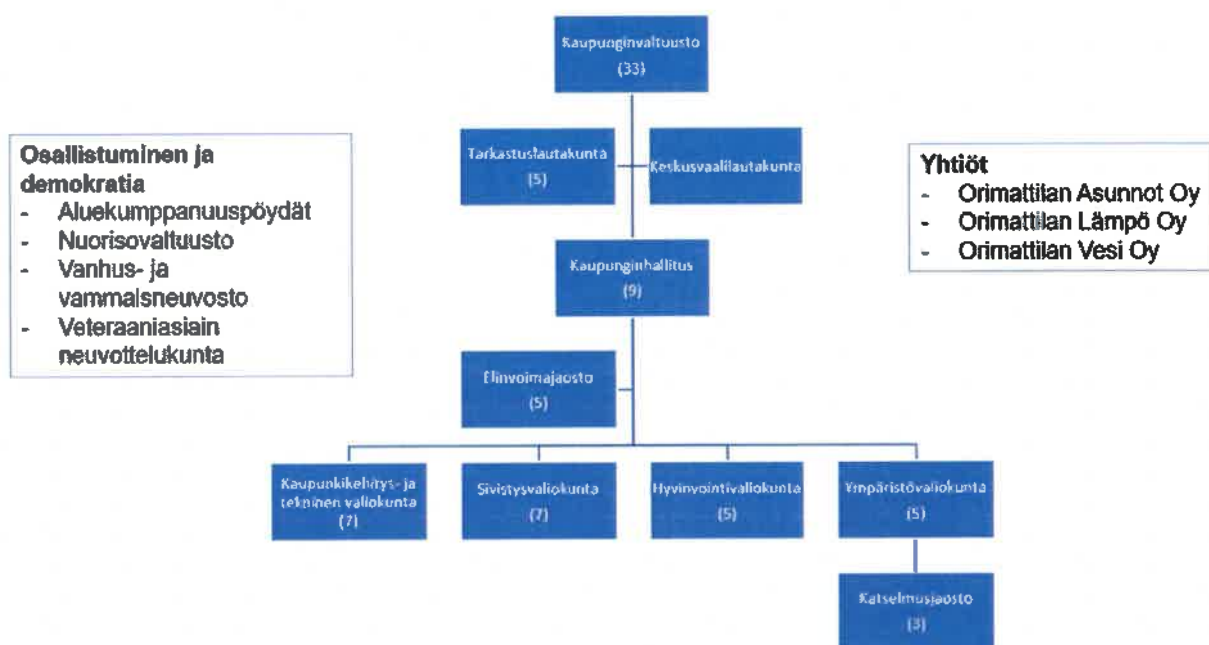 Kaupunginvaltuusto
(33)
Tarkastuslautakunta
(5)
Keskusvaalilautakunta
Osallistuminen ja
demokratia
- Aluekumppanuuspöydät
- Nuorisovaltuusto
- Vanhus- ja
vammaisneuvosto
- Veteraaniasiain
neuvottelukunta
Yhtiöt
- Orimattilan Asunnot Oy
- Orimattilan Lämpö Oy
- Orimattilan Vesi Oy
Kaupunginhallitus
(9)
Elinvoimajaosto
(5)
Kaupunkikehitys- ja
tekninen valiokunta
(7)
Sivistysvaliokunta
(7)
Hyvinvointivaliokunta
(5)
Ympäristövaliokunta
(5)
Katselmusjaosto
(3)